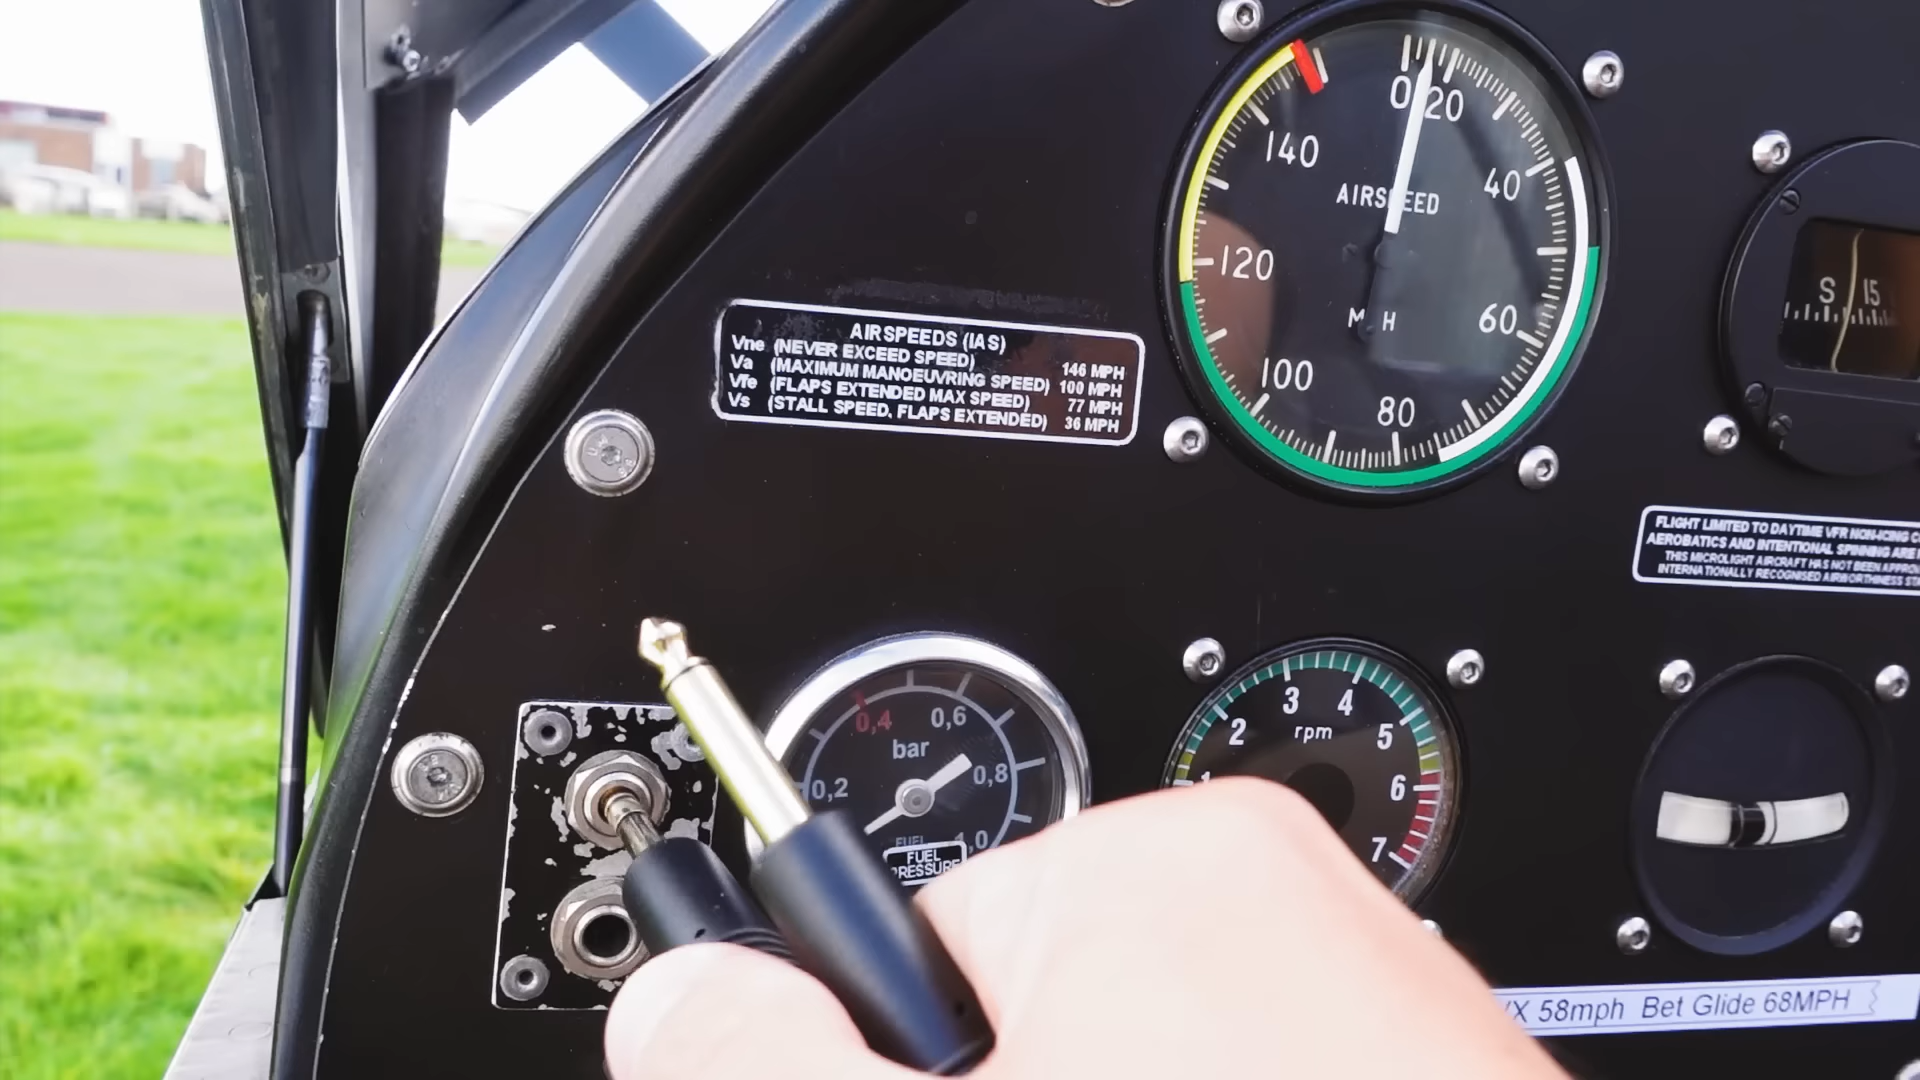 0 20
140
40
AIRSPEED
120
60
100
80
AIRSPEEDS (IAS)
Vne (NEVER EXCEED SPEED) 146 MPH
Va (MAXIMUM MANOEUVRING SPEED) 100 MPH
Vfe (FLAPS EXTENDED MAX SPEED) 77 MPH
Vs (STALL SPEED, FLAPS EXTENDED) 36 MPH
S 15
FLIGHT LIMITED TO DAYTIME VFR NON-ICING
AEROBATICS AND INTENTIONAL SPINNING ARE
THIS MICROLIGHT AIRCRAFT HAS NOT BEEN
INTERNATIONALLY RECOGNISED AIRWORTHINESS
0,4 0,6
bar
0,2 0,8
1,0
FUEL
FUEL
PRESSURE
3 4
2 rpm 5
1 6
7
58mph Bet Glide 68MPH